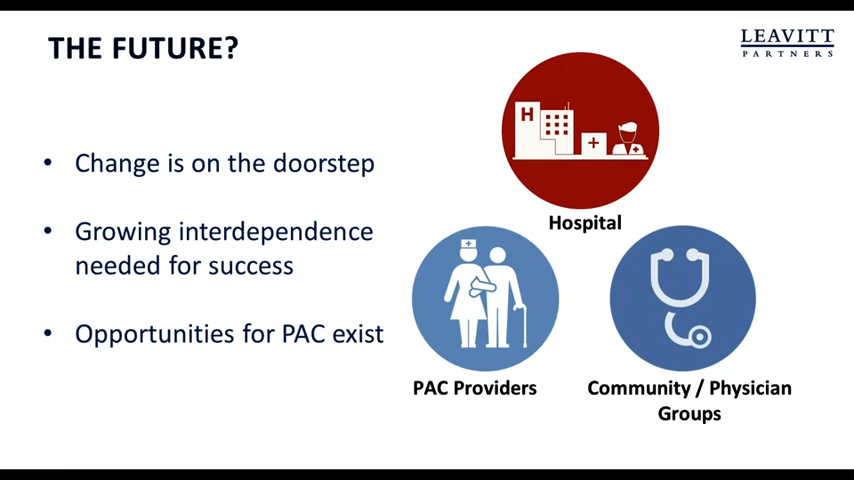 THE FUTURE?
LEAVITT
PARTNERS
• Change is on the doorstep
• Growing interdependence
needed for success
• Opportunities for PAC exist
H
Hospital
PAC Providers
Community / Physician
Groups